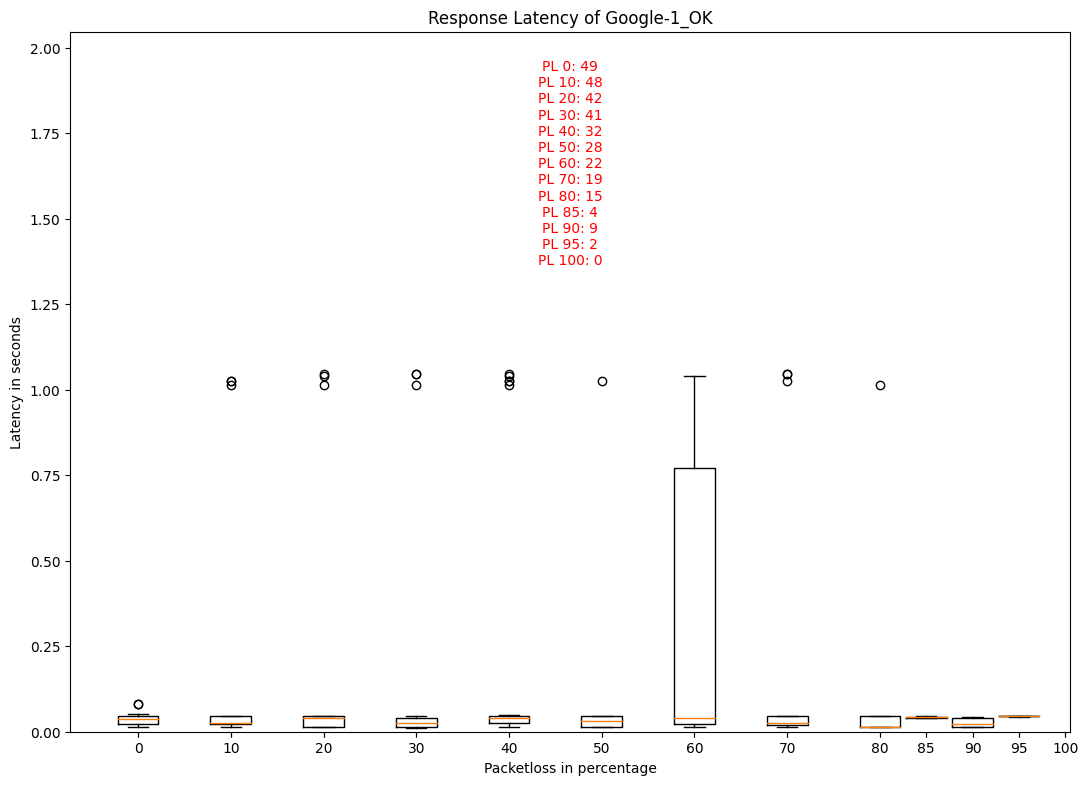 Response Latency of Google-1_OK
2.00
1.75
1.50
1.25
1.00
0.75
0.50
0.25
0.00
Latency in seconds
PL 0: 49
PL 10: 48
PL 20: 42
PL 30: 41
PL 40: 32
PL 50: 28
PL 60: 22
PL 70: 19
PL 80: 15
PL 85: 4
PL 90: 9
PL 95: 2
PL 100: 0
0 10 20 30 40 50 60 70 80 85 90 95 100
Packetloss in percentage